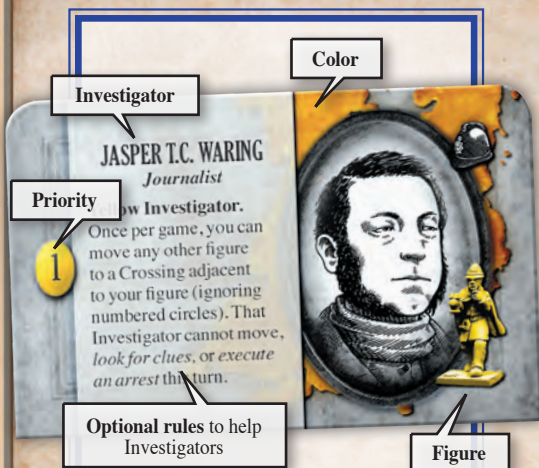 Color
Investigator
JASPER T.C. WARING
Journalist
Priority
Yellow Investigator.
Once per game, you can
move any other figure
to a Crossing adjacent
to your figure (ignoring
numbered circles). That
Investigator cannot move,
look for clues, or execute
an arrest this turn.
1
Optional rules to help
Investigators
Figure